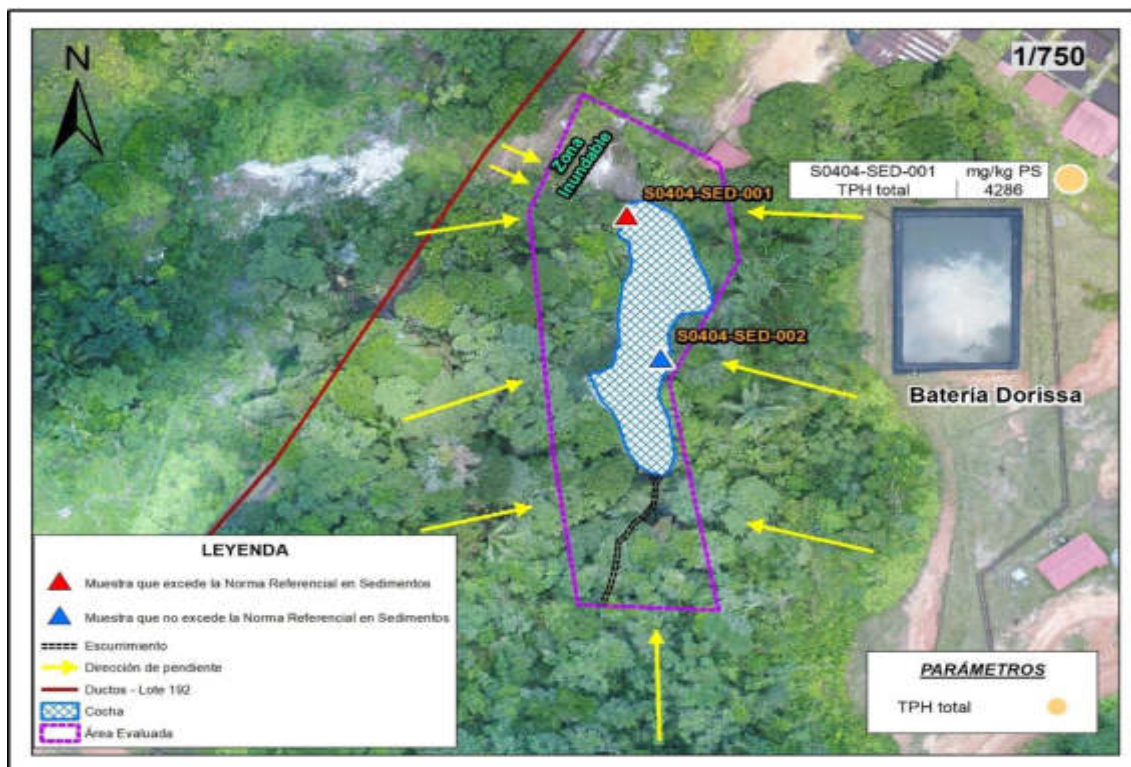 N
1/750
Zona
Inundable
S0404-SED-001
S0404-SED-001 mg/kg PS
TPH total 4286
S0404-SED-002
Batería Dorissa
LEYENDA
Muestra que excede la Norma Referencial en Sedimentos
Muestra que no excede la Norma Referencial en Sedimentos
Escurrimiento
Dirección de pendiente
Ductos - Lote 192
Cocha
Área Evaluada
PARÁMETROS
TPH total